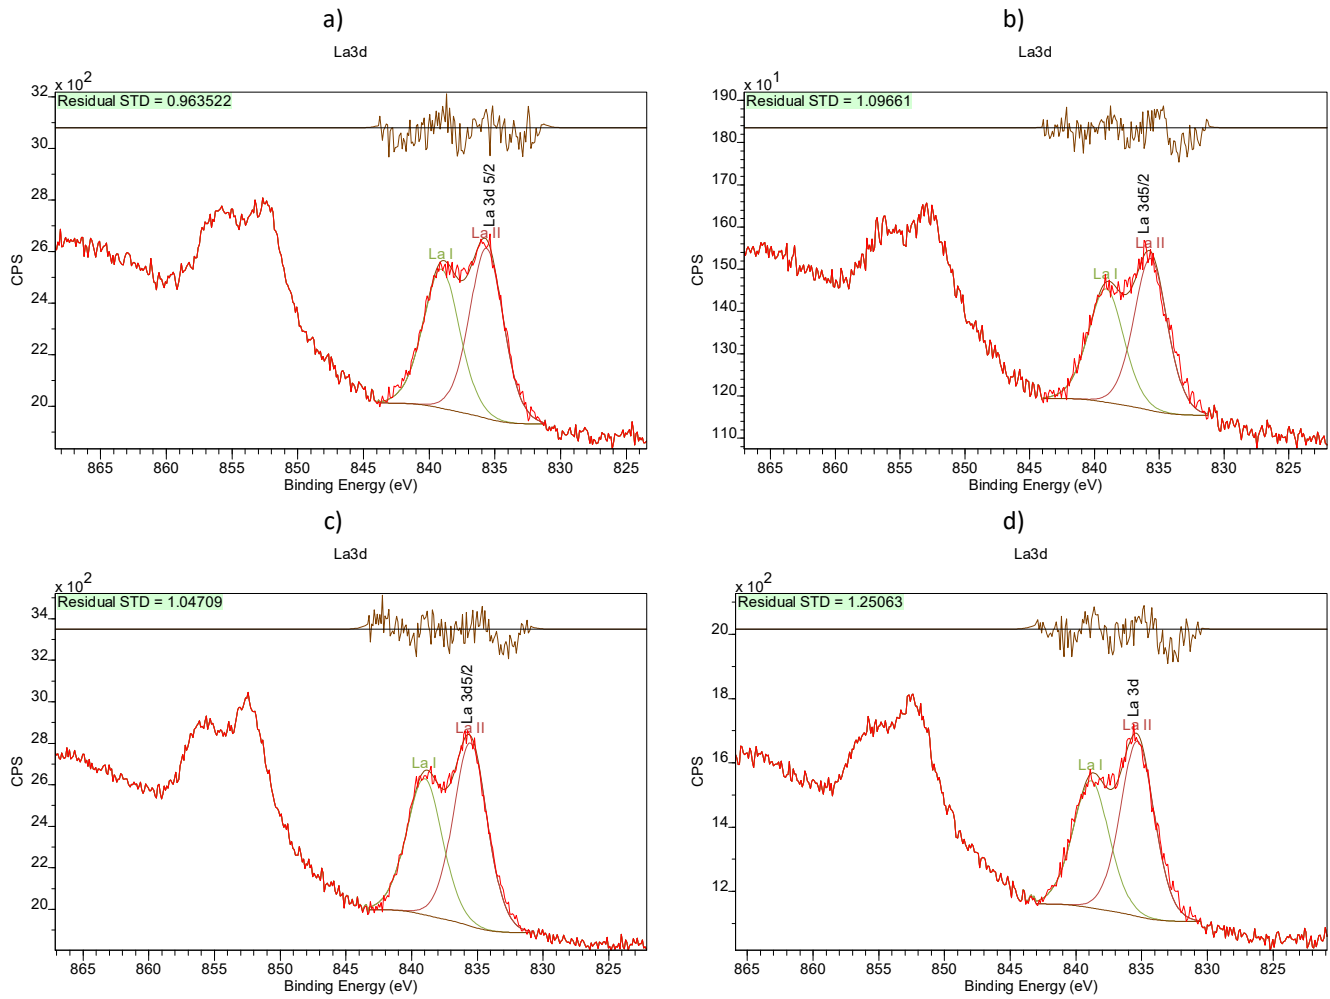 a)
La3d
x 10^2
Residual STD = 0.963522
32
30
28
26
24
22
20
CPS
La I
La II
La 3d 5/2
865 860 855 850 845 840 835 830 825
Binding Energy (eV)
b)
La3d
x 10^1
Residual STD = 1.09661
190
180
170
160
150
140
130
120
110
CPS
La I
La II
La 3d5/2
865 860 855 850 845 840 835 830 825
Binding Energy (eV)
c)
La3d
x 10^2
Residual STD = 1.04709
34
32
30
28
26
24
22
20
CPS
La I
La II
La 3d5/2
865 860 855 850 845 840 835 830 825
Binding Energy (eV)
d)
La3d
x 10^2
Residual STD = 1.25063
20
18
16
14
12
CPS
La I
La II
La 3d
865 860 855 850 845 840 835 830 825
Binding Energy (eV)